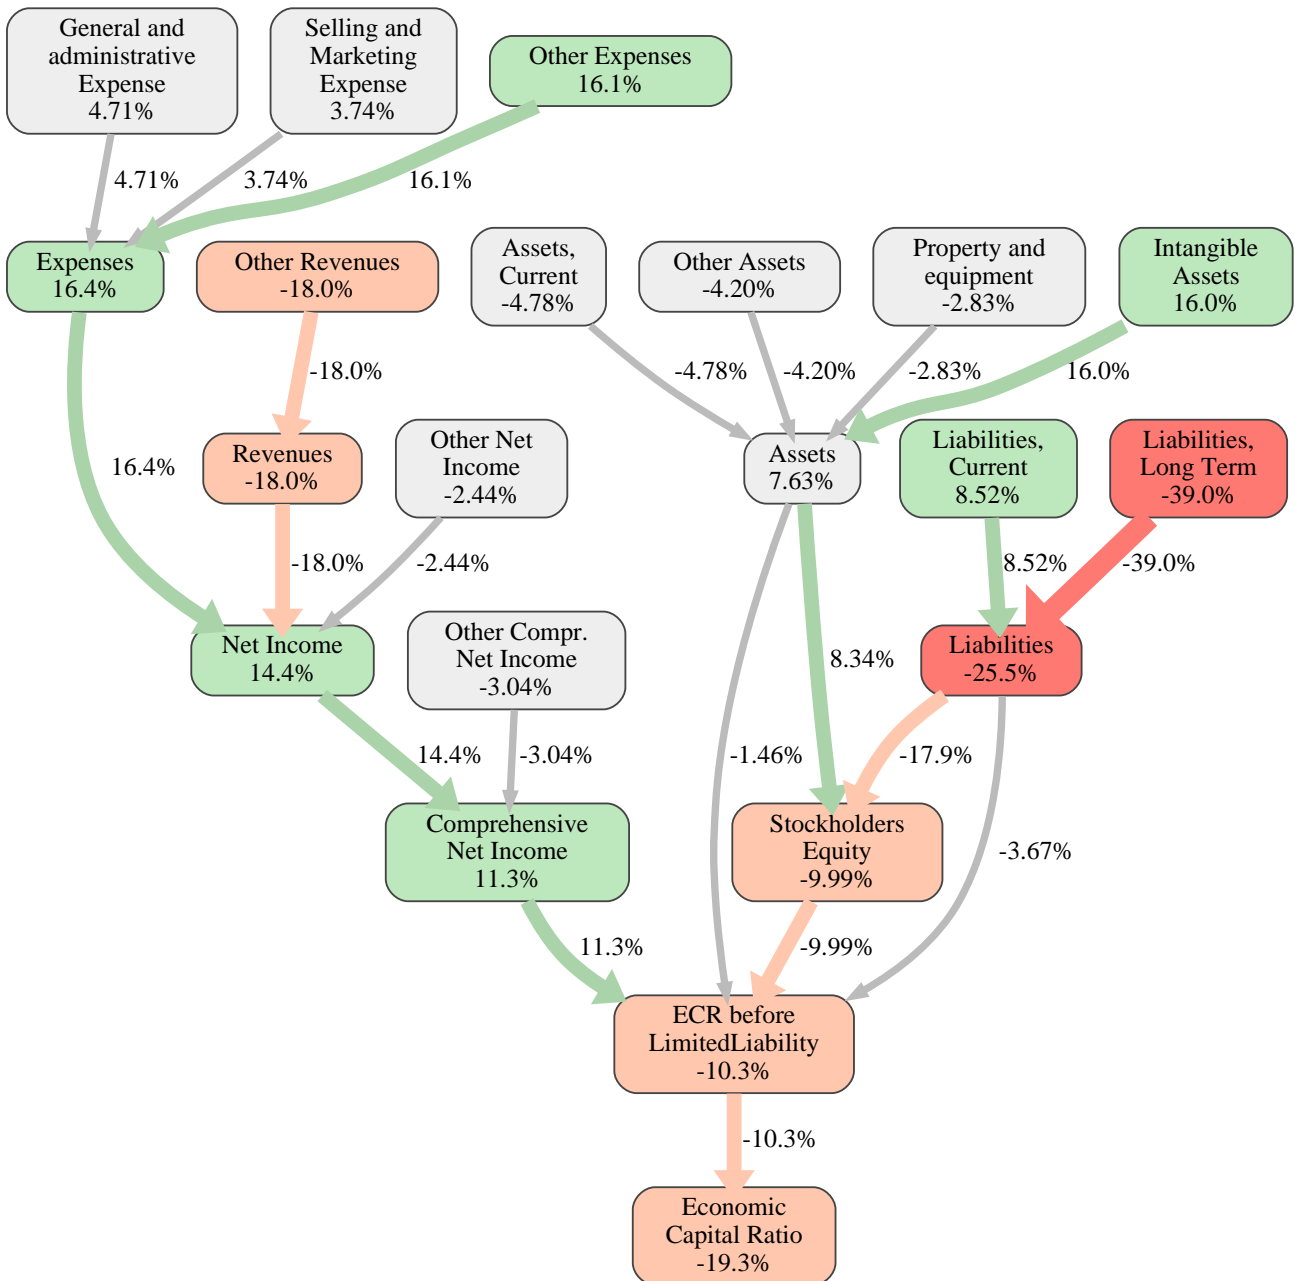 General and
administrative
Expense
4.71%
Selling and
Marketing
Expense
3.74%
Other Expenses
16.1%
4.71%
3.74%
16.1%
Expenses
16.4%
Other Revenues
-18.0%
Assets,
Current
-4.78%
Other Assets
-4.20%
Property and
equipment
-2.83%
Intangible
Assets
16.0%
-18.0%
-4.78%
-4.20%
-2.83%
16.0%
16.4%
Revenues
-18.0%
Other Net
Income
-2.44%
Assets
7.63%
Liabilities,
Current
8.52%
Liabilities,
Long Term
-39.0%
-18.0%
-2.44%
8.52%
-39.0%
Net Income
14.4%
Other Compr.
Net Income
-3.04%
8.34%
Liabilities
-25.5%
14.4%
-3.04%
-1.46%
-17.9%
Comprehensive
Net Income
11.3%
Stockholders
Equity
-9.99%
-3.67%
11.3%
-9.99%
ECR before
LimitedLiability
-10.3%
-10.3%
Economic
Capital Ratio
-19.3%